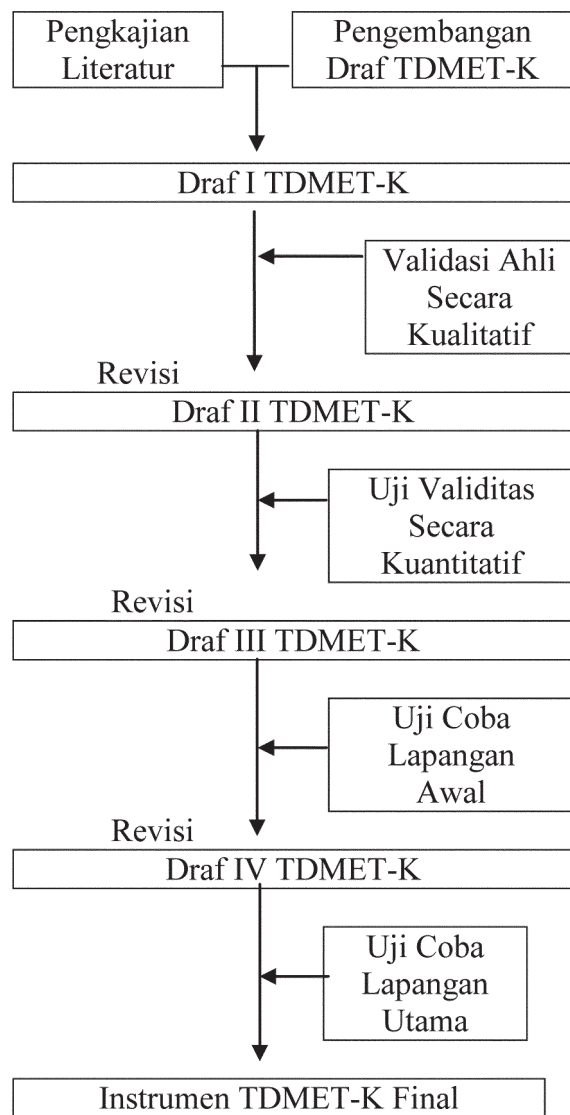 Pengkajian
Literatur
Pengembangan
Draf TDMET-K
Draf I TDMET-K
Validasi Ahli
Secara
Kualitatif
Revisi
Draf II TDMET-K
Uji Validitas
Secara
Kuantitatif
Revisi
Draf III TDMET-K
Uji Coba
Lapangan
Awal
Revisi
Draf IV TDMET-K
Uji Coba
Lapangan
Utama
Instrumen TDMET-K Final